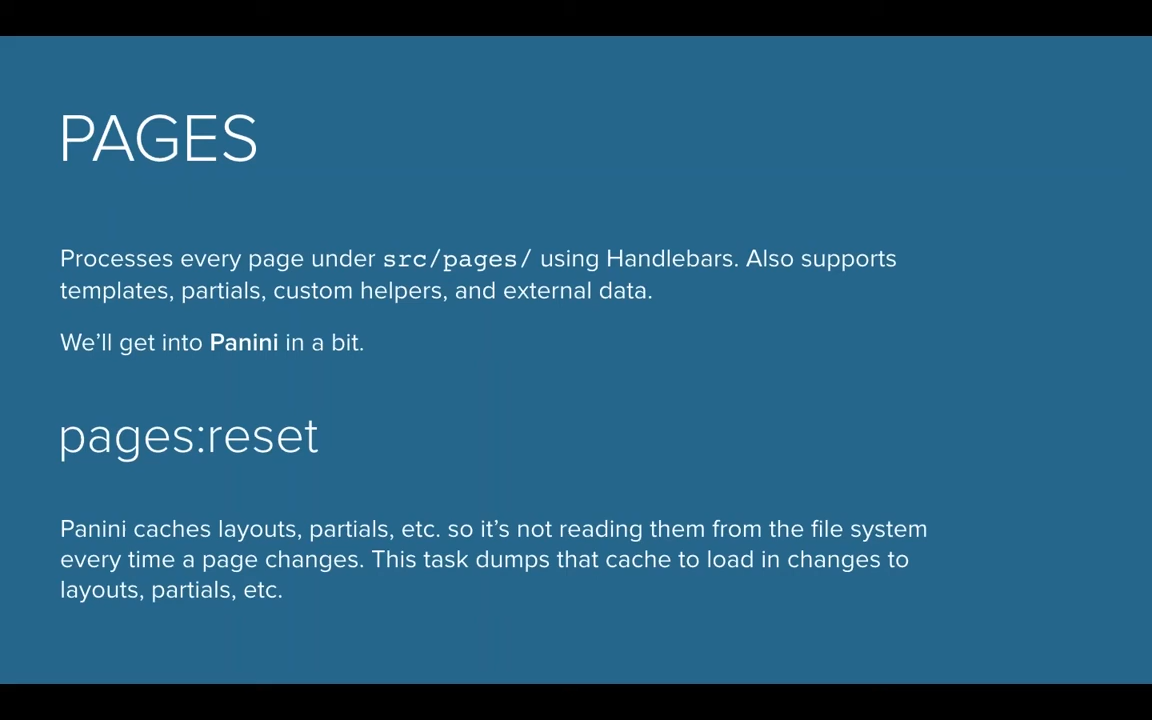 PAGES
Processes every page under src/pages/ using Handlebars. Also supports
templates, partials, custom helpers, and external data.
We’ll get into Panini in a bit.
pages:reset
Panini caches layouts, partials, etc. so it’s not reading them from the file system
every time a page changes. This task dumps that cache to load in changes to
layouts, partials, etc.